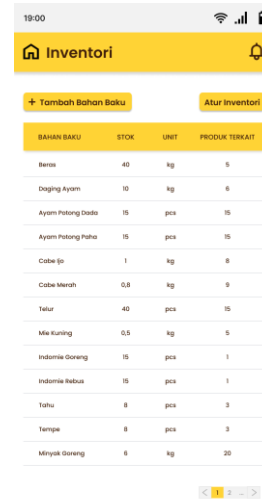 19:00
Inventori
+ Tambah Bahan Baku Atur Inventori
BAHAN BAKU STOK UNIT PRODUK TERKAIT
Beras 40 kg 5
Daging Ayam 10 kg 6
Ayam Potong Dada 15 pcs 15
Ayam Potong Paha 15 pcs 15
Cabe Ijo 1 kg 8
Cabe Merah 0,8 kg 9
Telur 40 pcs 15
Mie Kuning 0,5 kg 5
Indomie Goreng 15 pcs 1
Indomie Rebus 15 pcs 1
Tahu 8 pcs 3
Tempe 8 pcs 3
Minyak Goreng 6 kg 20
< 1 2 ... >